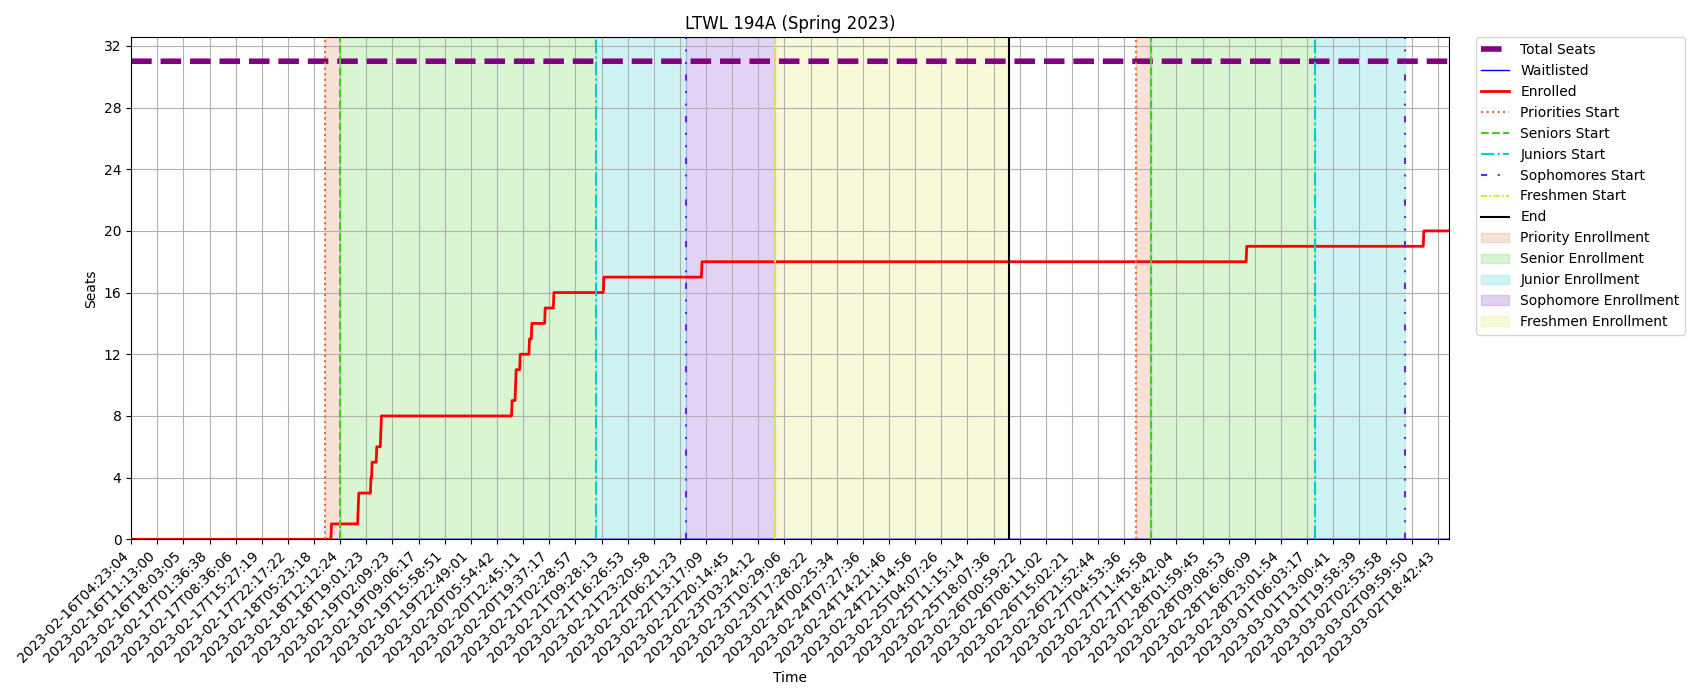 LTWL 194A (Spring 2023)
32
28
24
20
16
12
8
4
0
Seats
2023-02-16T04:23:04
2023-02-16T11:13:00
2023-02-16T18:03:05
2023-02-17T01:36:38
2023-02-17T08:36:06
2023-02-17T15:27:19
2023-02-17T22:17:22
2023-02-18T05:23:18
2023-02-18T12:12:24
2023-02-18T19:01:23
2023-02-19T02:09:23
2023-02-19T09:06:17
2023-02-19T15:58:51
2023-02-19T22:49:01
2023-02-20T05:54:42
2023-02-20T12:45:11
2023-02-20T19:37:17
2023-02-21T02:28:57
2023-02-21T09:28:13
2023-02-21T16:26:53
2023-02-21T23:20:58
2023-02-22T06:21:23
2023-02-22T13:17:09
2023-02-22T20:14:45
2023-02-23T03:24:12
2023-02-23T10:29:06
2023-02-23T17:28:22
2023-02-24T00:25:34
2023-02-24T07:27:36
2023-02-24T14:21:46
2023-02-24T21:14:56
2023-02-25T04:07:26
2023-02-25T11:15:14
2023-02-25T18:07:36
2023-02-26T00:59:22
2023-02-26T08:11:02
2023-02-26T15:02:21
2023-02-26T21:52:44
2023-02-27T04:53:36
2023-02-27T11:45:58
2023-02-27T18:42:04
2023-02-28T01:59:45
2023-02-28T09:08:53
2023-02-28T16:06:09
2023-02-28T23:01:54
2023-03-01T06:03:17
2023-03-01T13:00:41
2023-03-01T19:58:39
2023-03-02T02:53:58
2023-03-02T09:59:50
2023-03-02T18:42:43
Time
Total Seats
Waitlisted
Enrolled
Priorities Start
Seniors Start
Juniors Start
Sophomores Start
Freshmen Start
End
Priority Enrollment
Senior Enrollment
Junior Enrollment
Sophomore Enrollment
Freshmen Enrollment